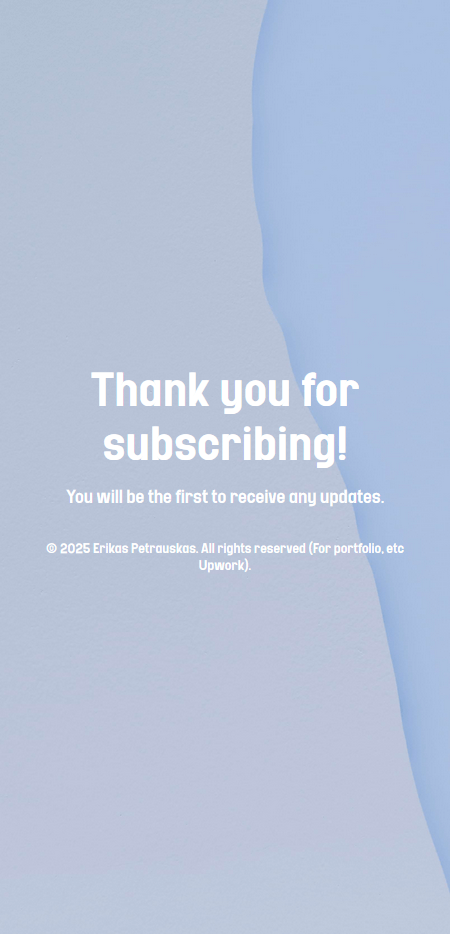 Thank you for
subscribing!
You will be the first to receive any updates.
© 2025 Erikas Petrauskas. All rights reserved (For portfolio, etc
Upwork).